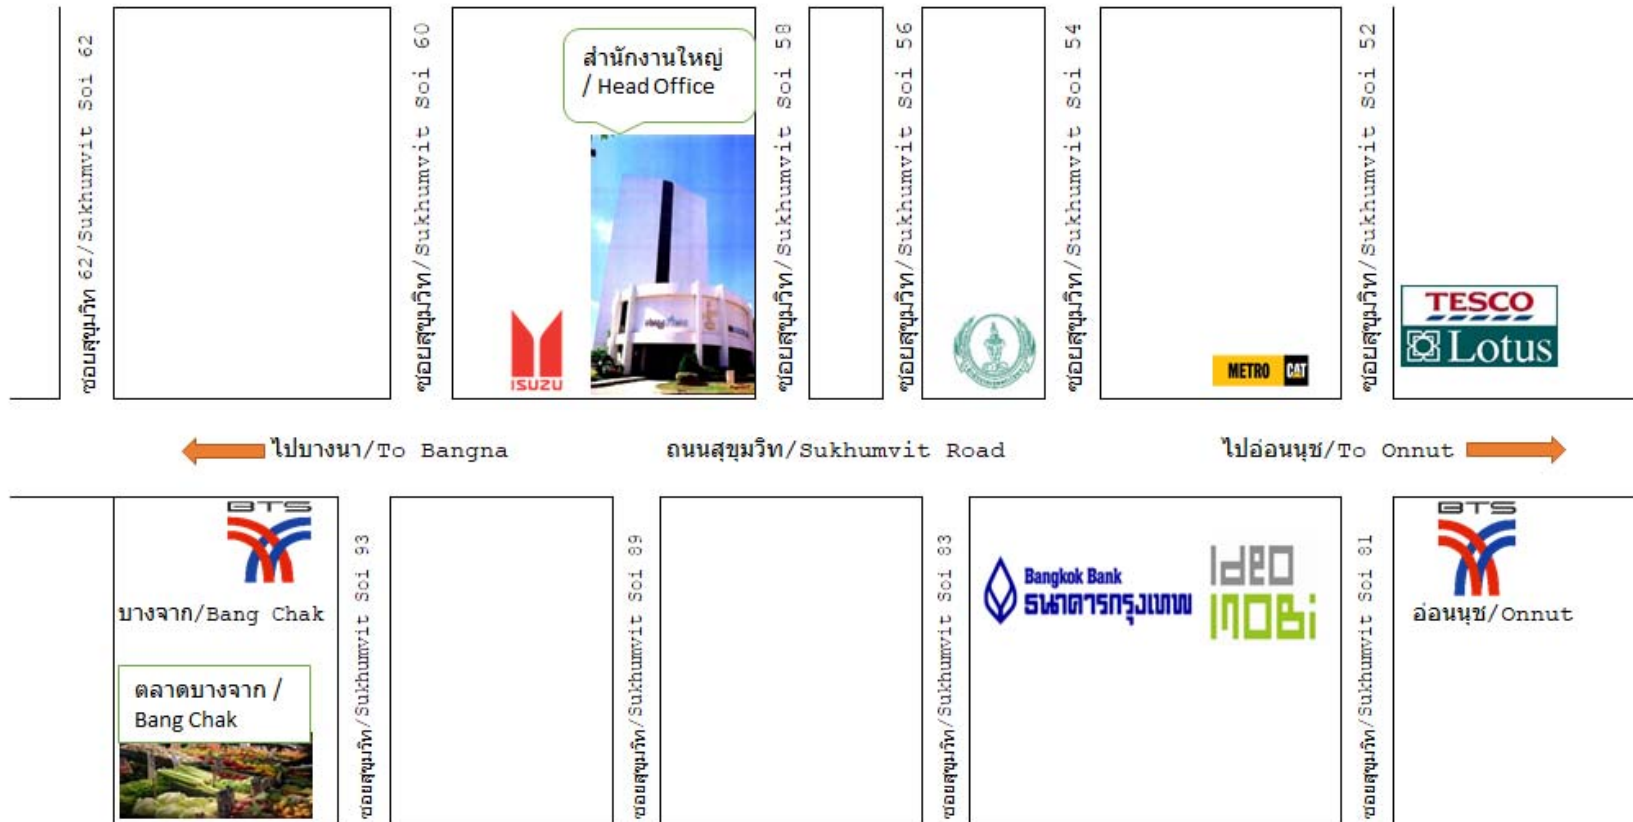 ซอยสุขุมวิท 62/Sukhumvit Soi 62
ซอยสุขุมวิท/Sukhumvit Soi 60
สำนักงานใหญ่
/ Head Office
ISUZU
ซอยสุขุมวิท/Sukhumvit Soi 58
ซอยสุขุมวิท/Sukhumvit Soi 56
ซอยสุขุมวิท/Sukhumvit Soi 54
METRO CAT
ซอยสุขุมวิท/Sukhumvit Soi 52
TESCO
Lotus
ไปบางนา/To Bangna
ถนนสุขุมวิท/Sukhumvit Road
ไปอ่อนนุช/To Onnut
BTS
บางจาก/Bang Chak
ตลาดบางจาก /
Bang Chak
ซอยสุขุมวิท/Sukhumvit Soi 93
ซอยสุขุมวิท/Sukhumvit Soi 89
ซอยสุขุมวิท/Sukhumvit Soi 83
Bangkok Bank
ธนาคารกรุงเทพ
ideo
mobi
ซอยสุขุมวิท/Sukhumvit Soi 81
BTS
อ่อนนุช/Onnut